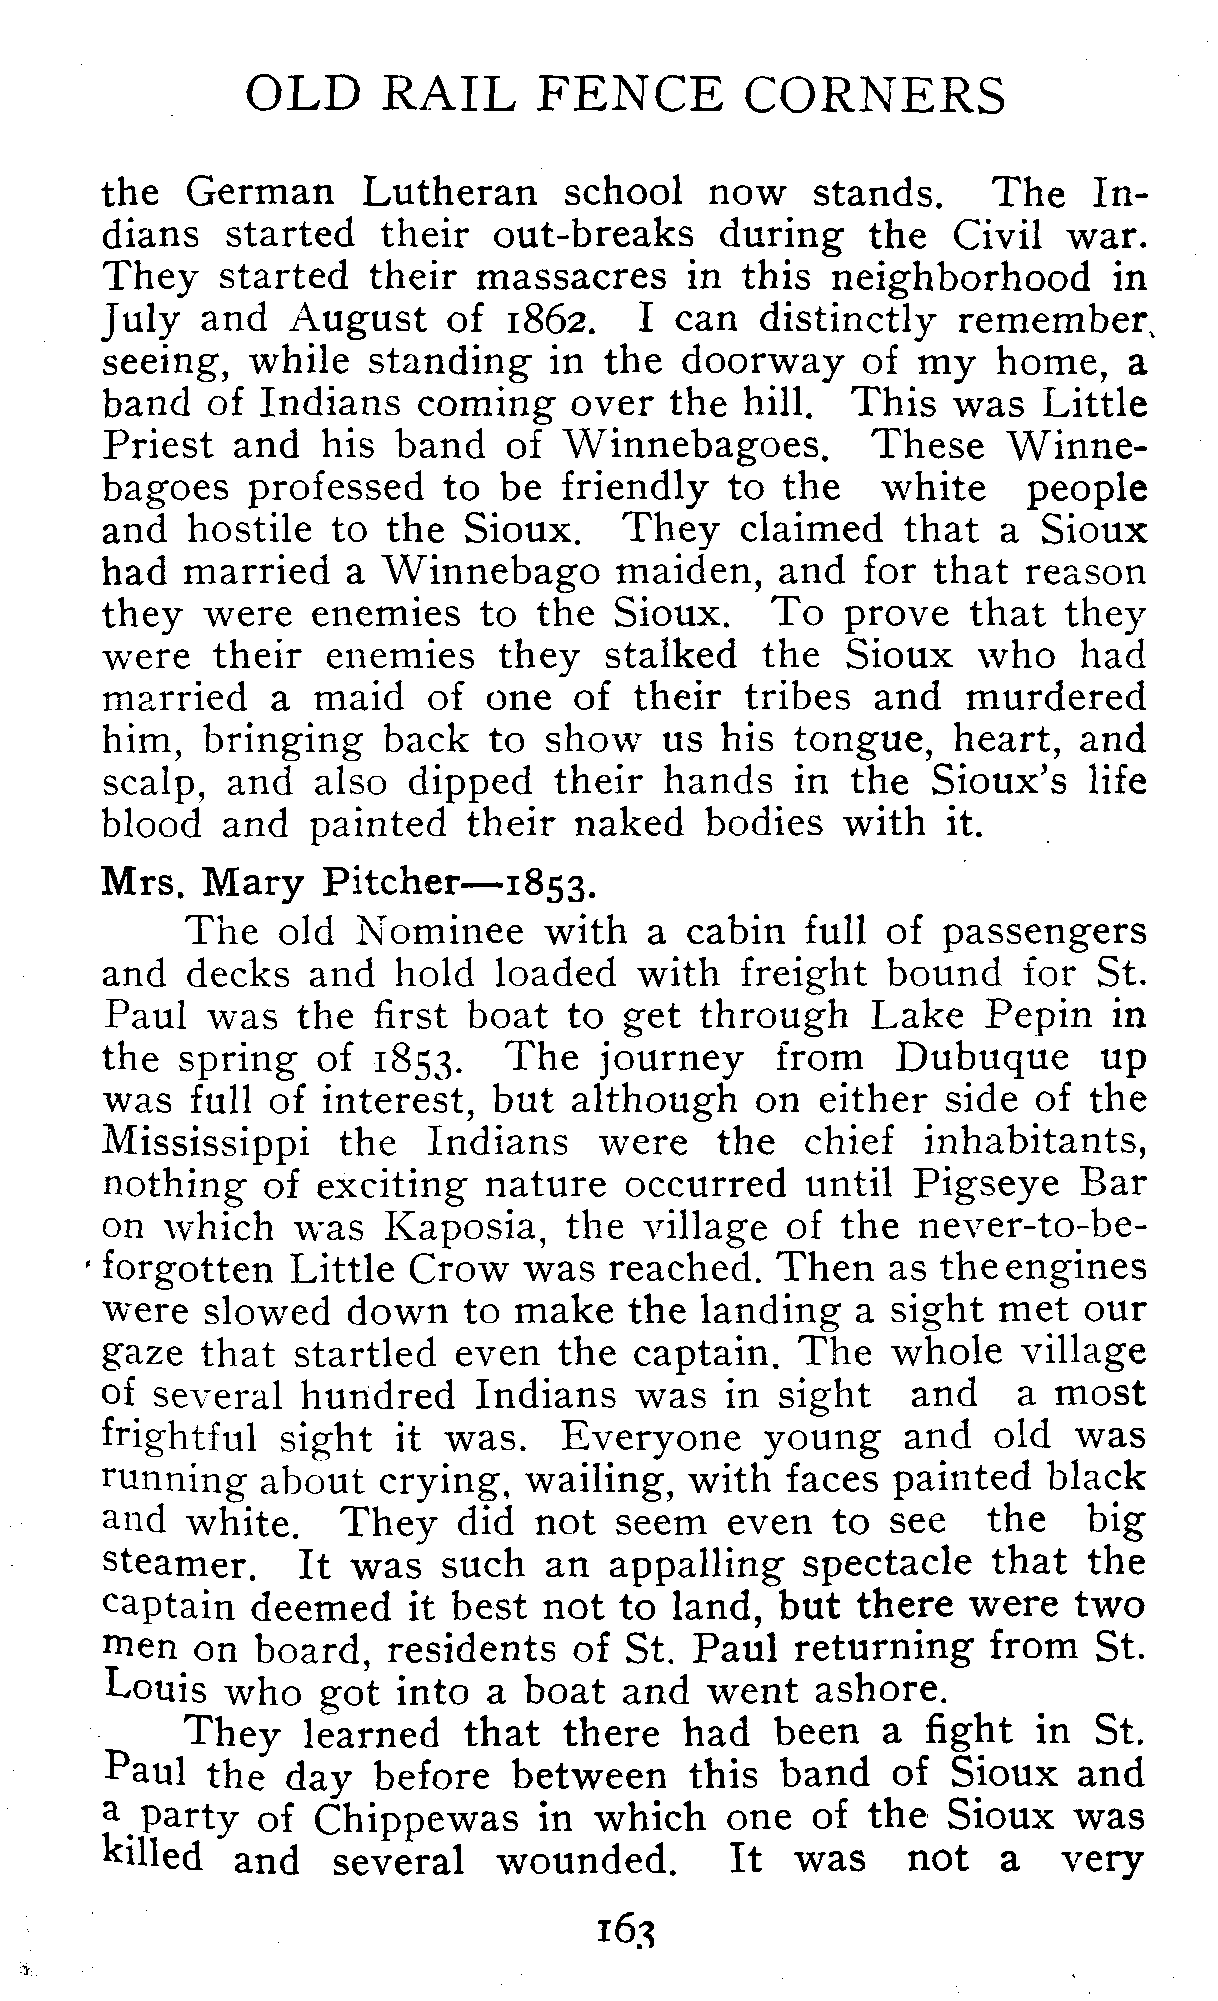 OLD RAIL FENCE CORNERS
the German Lutheran school now stands. The In-
dians started their out-breaks during the Civil war.
They started their massacres in this neighborhood in
July and August of 1862. I can distinctly remember,
seeing, while standing in the doorway of my home, a
band of Indians coming over the hill. This was Little
Priest and his band of Winnebagoes. These Winne-
bagoes professed to be friendly to the white people
and hostile to the Sioux. They claimed that a Sioux
had married a Winnebago maiden, and for that reason
they were enemies to the Sioux. To prove that they
were their enemies they stalked the Sioux who had
married a maid of one of their tribes and murdered
him, bringing back to show us his tongue, heart, and
scalp, and also dipped their hands in the Sioux's life
blood and painted their naked bodies with it.
Mrs. Mary Pitcher—1853.
The old Nominee with a cabin full of passengers
and decks and hold loaded with freight bound for St.
Paul was the first boat to get through Lake Pepin in
the spring of 1853. The journey from Dubuque up
was full of interest, but although on either side of the
Mississippi the Indians were the chief inhabitants,
nothing of exciting nature occurred until Pigseye Bar
on which was Kaposia, the village of the never-to-be-
forgotten Little Crow was reached. Then as the engines
were slowed down to make the landing a sight met our
gaze that startled even the captain. The whole village
of several hundred Indians was in sight and a most
frightful sight it was. Everyone young and old was
running about crying, wailing, with faces painted black
and white. They did not seem even to see the big
steamer. It was such an appalling spectacle that the
captain deemed it best not to land, but there were two
men on board, residents of St. Paul returning from St.
Louis who got into a boat and went ashore.
They learned that there had been a fight in St.
Paul the day before between this band of Sioux and
a party of Chippewas in which one of the Sioux was
killed and several wounded. It was not a very
163